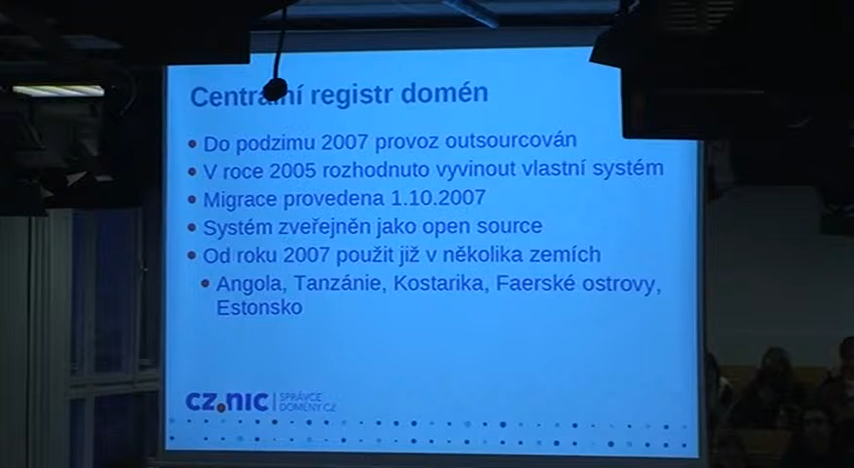 Centrální registr domén
• Do podzimu 2007 provoz outsourcován
• V roce 2005 rozhodnuto vyvinout vlastní systém
• Migrace provedena 1.10.2007
• Systém zveřejněn jako open source
• Od roku 2007 použit již v několika zemích
• Angola, Tanzánie, Kostarika, Faerské ostrovy,
Estonsko
CZ.NIC
SPRÁVCE
DOMÉNY CZ